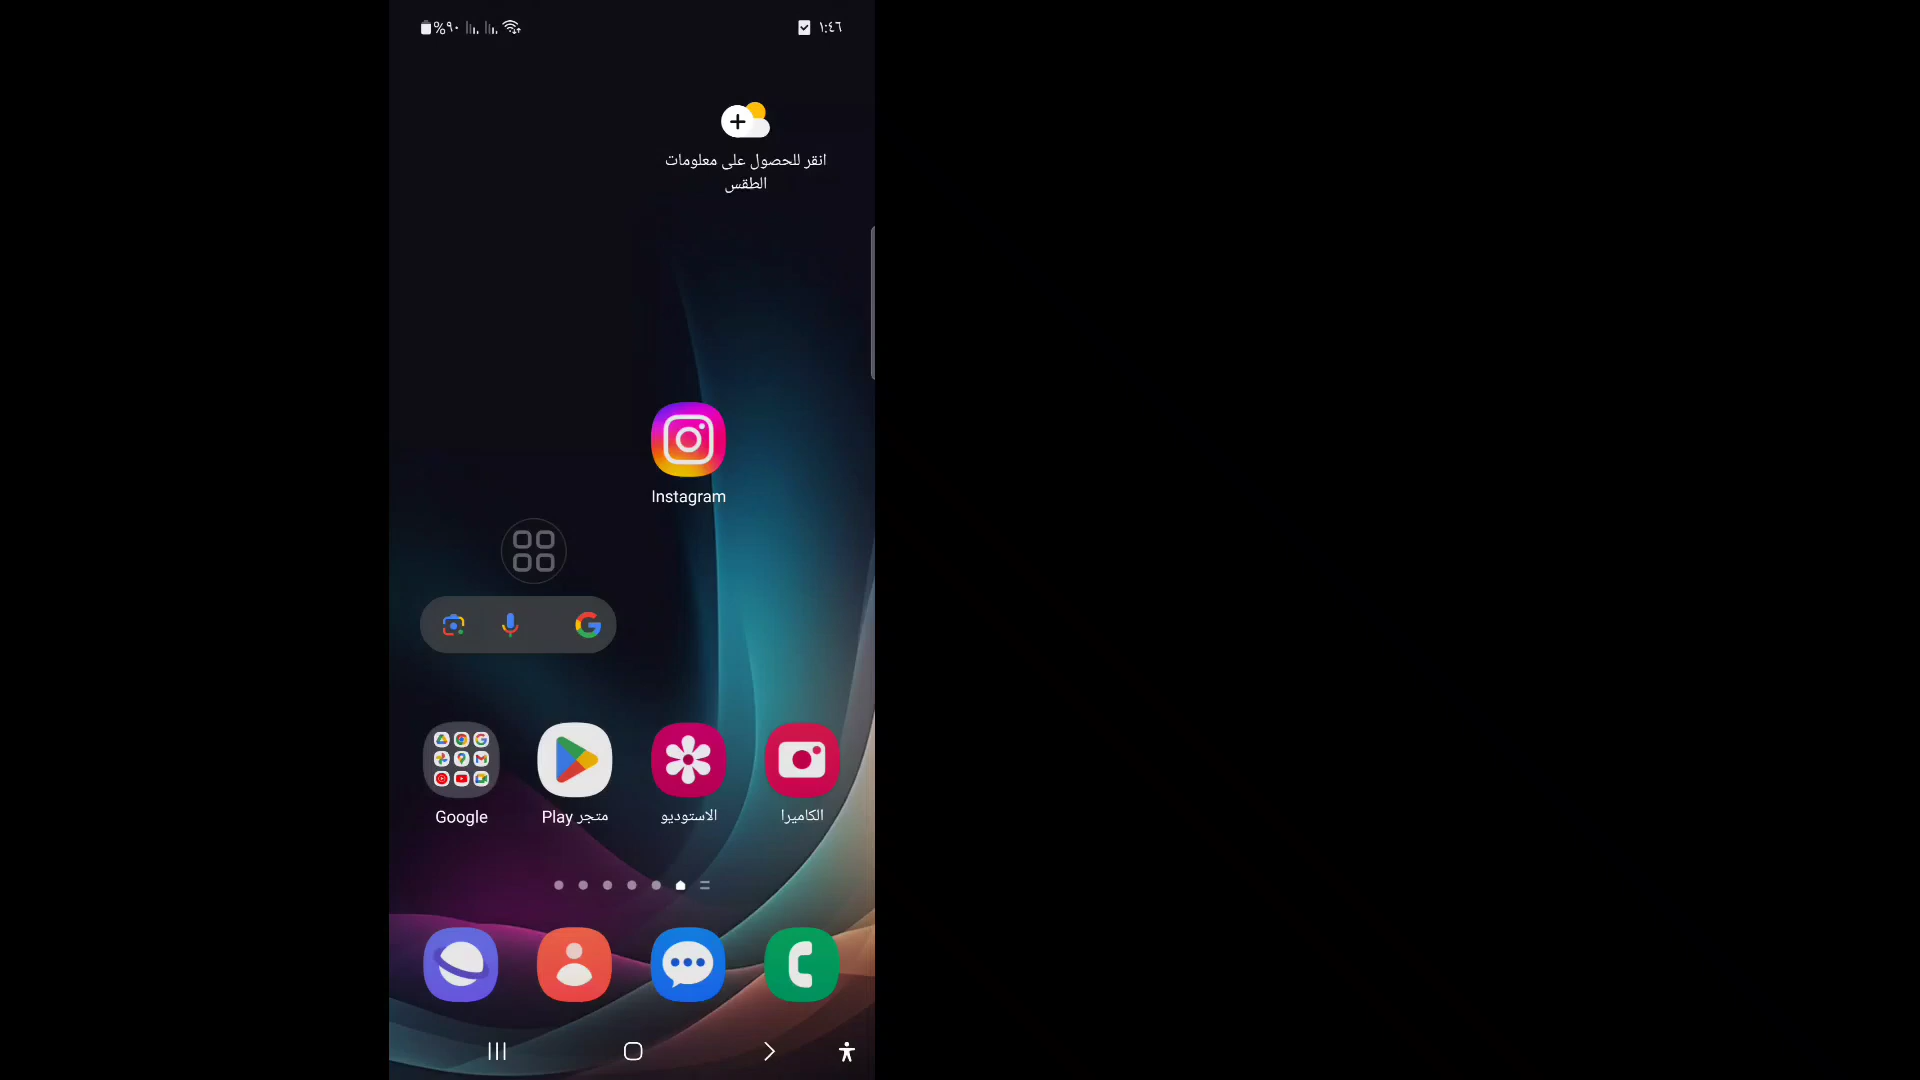 ١:٤٦
%٩٠
انقر للحصول على معلومات
الطقس
Instagram
الكاميرا
الاستوديو
متجر Play
Google